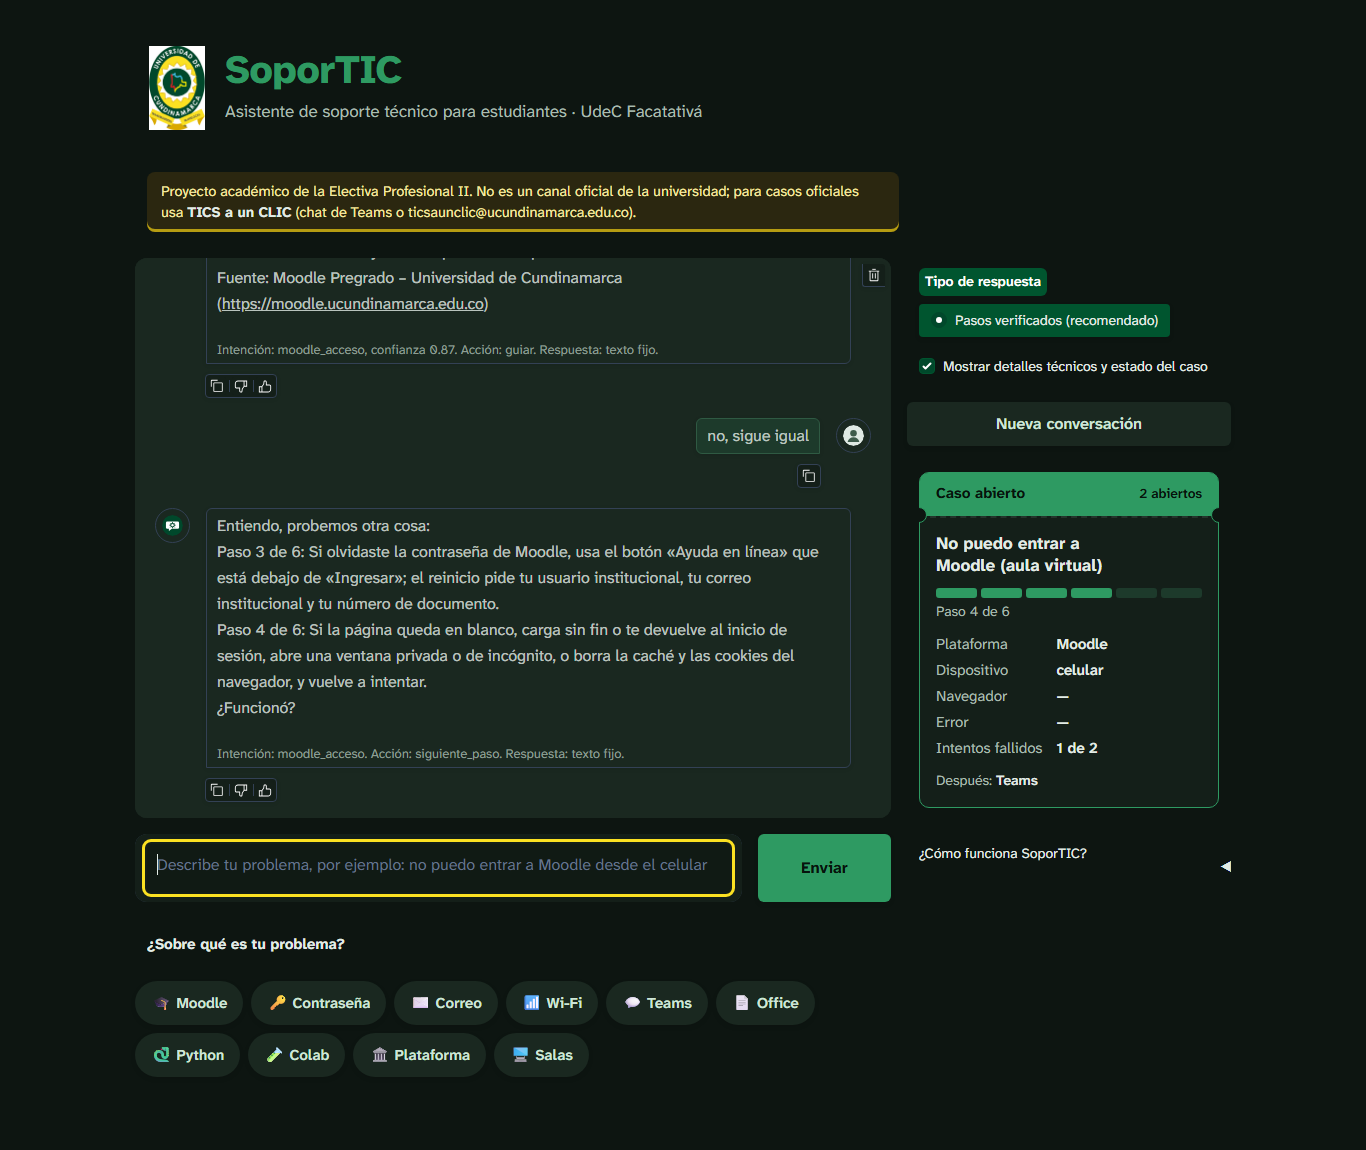 SoporTIC
Asistente de soporte técnico para estudiantes · UdeC Facatativá
Proyecto académico de la Electiva Profesional II. No es un canal oficial de la universidad; para casos oficiales
usa TICS a un CLIC (chat de Teams o ticsaunclic@ucundinamarca.edu.co).
Fuente: Moodle Pregrado – Universidad de Cundinamarca
(https://moodle.ucundinamarca.edu.co)
Intención: moodle_acceso, confianza 0.87. Acción: guiar. Respuesta: texto fijo.
no, sigue igual
Entiendo, probemos otra cosa:
Paso 3 de 6: Si olvidaste la contraseña de Moodle, usa el botón «Ayuda en línea» que
está debajo de «Ingresar»; el reinicio pide tu usuario institucional, tu correo
institucional y tu número de documento.
Paso 4 de 6: Si la página queda en blanco, carga sin fin o te devuelve al inicio de
sesión, abre una ventana privada o de incógnito, o borra la caché y las cookies del
navegador, y vuelve a intentar.
¿Funcionó?
Intención: moodle_acceso. Acción: siguiente_paso. Respuesta: texto fijo.
Describe tu problema, por ejemplo: no puedo entrar a Moodle desde el celular
Enviar
¿Sobre qué es tu problema?
Moodle
Contraseña
Correo
Wi-Fi
Teams
Office
Python
Colab
Plataforma
Salas
Tipo de respuesta
Pasos verificados (recomendado)
Mostrar detalles técnicos y estado del caso
Nueva conversación
Caso abierto 2 abiertos
No puedo entrar a
Moodle (aula virtual)
Paso 4 de 6
Plataforma Moodle
Dispositivo celular
Navegador —
Error —
Intentos fallidos 1 de 2
Después: Teams
¿Cómo funciona SoporTIC?